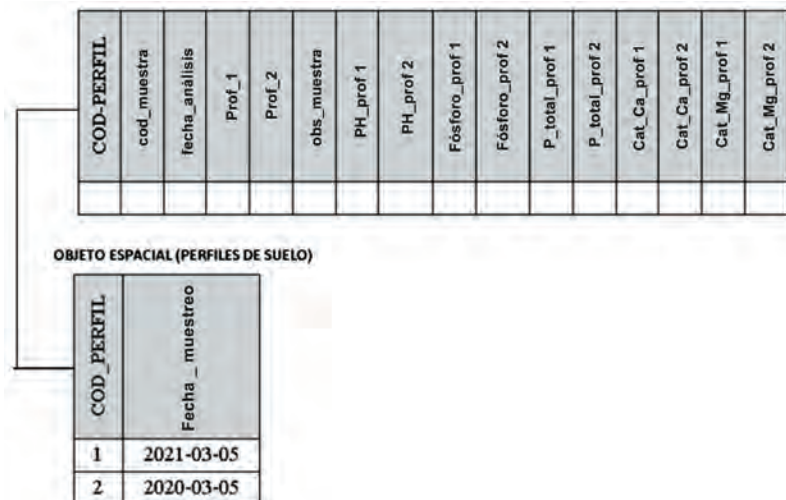 COD-PERFIL
cod_muestra
fecha_análisis
Prof_1
Prof_2
obs_muestra
PH_prof 1
PH_prof 2
Fósforo_prof 1
Fósforo_prof 2
P_total_prof 1
P_total_prof 2
Cat_Ca_prof 1
Cat_Ca_prof 2
Cat_Mg_prof 1
Cat_Mg_prof 2
OBJETO ESPACIAL (PERFILES DE SUELO)
COD_PERFIL
Fecha _ muestreo
1 2021-03-05
2 2020-03-05